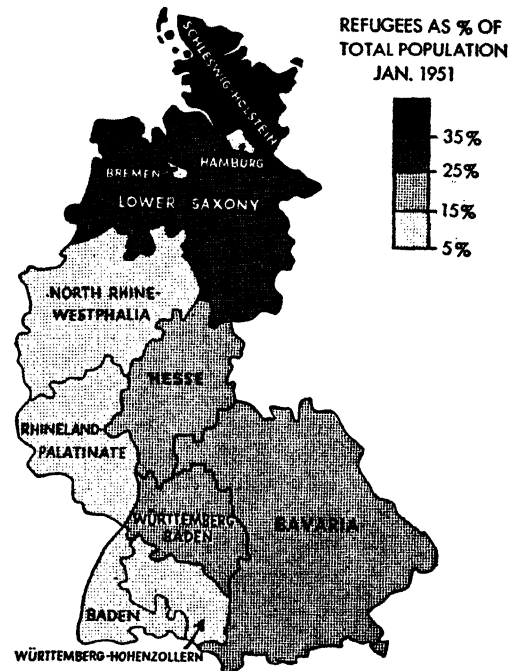 REFUGEES AS % OF
TOTAL POPULATION
JAN. 1951
35%
25%
15%
5%
SCHLESWIG-HOLSTEIN
HAMBURG
BREMEN
LOWER SAXONY
NORTH RHINE-
WESTPHALIA
HESSE
RHINELAND-
PALATINATE
WÜRTTEMBERG
BADEN
BAVARIA
BADEN
WÜRTTEMBERG-HOHENZOLLERN